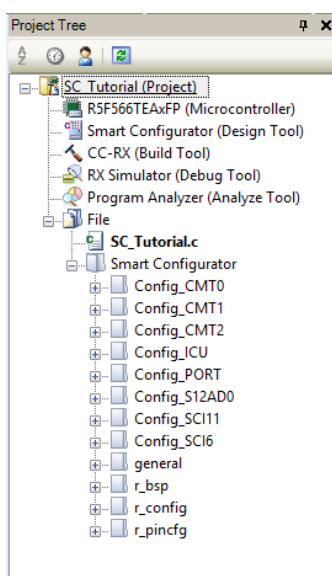 Project Tree
SC_Tutorial (Project)
R5F566TEAxFP (Microcontroller)
Smart Configurator (Design Tool)
CC-RX (Build Tool)
RX Simulator (Debug Tool)
Program Analyzer (Analyze Tool)
File
SC_Tutorial.c
Smart Configurator
Config_CMT0
Config_CMT1
Config_CMT2
Config_ICU
Config_PORT
Config_S12AD0
Config_SCI11
Config_SCI6
general
r_bsp
r_config
r_pincfg